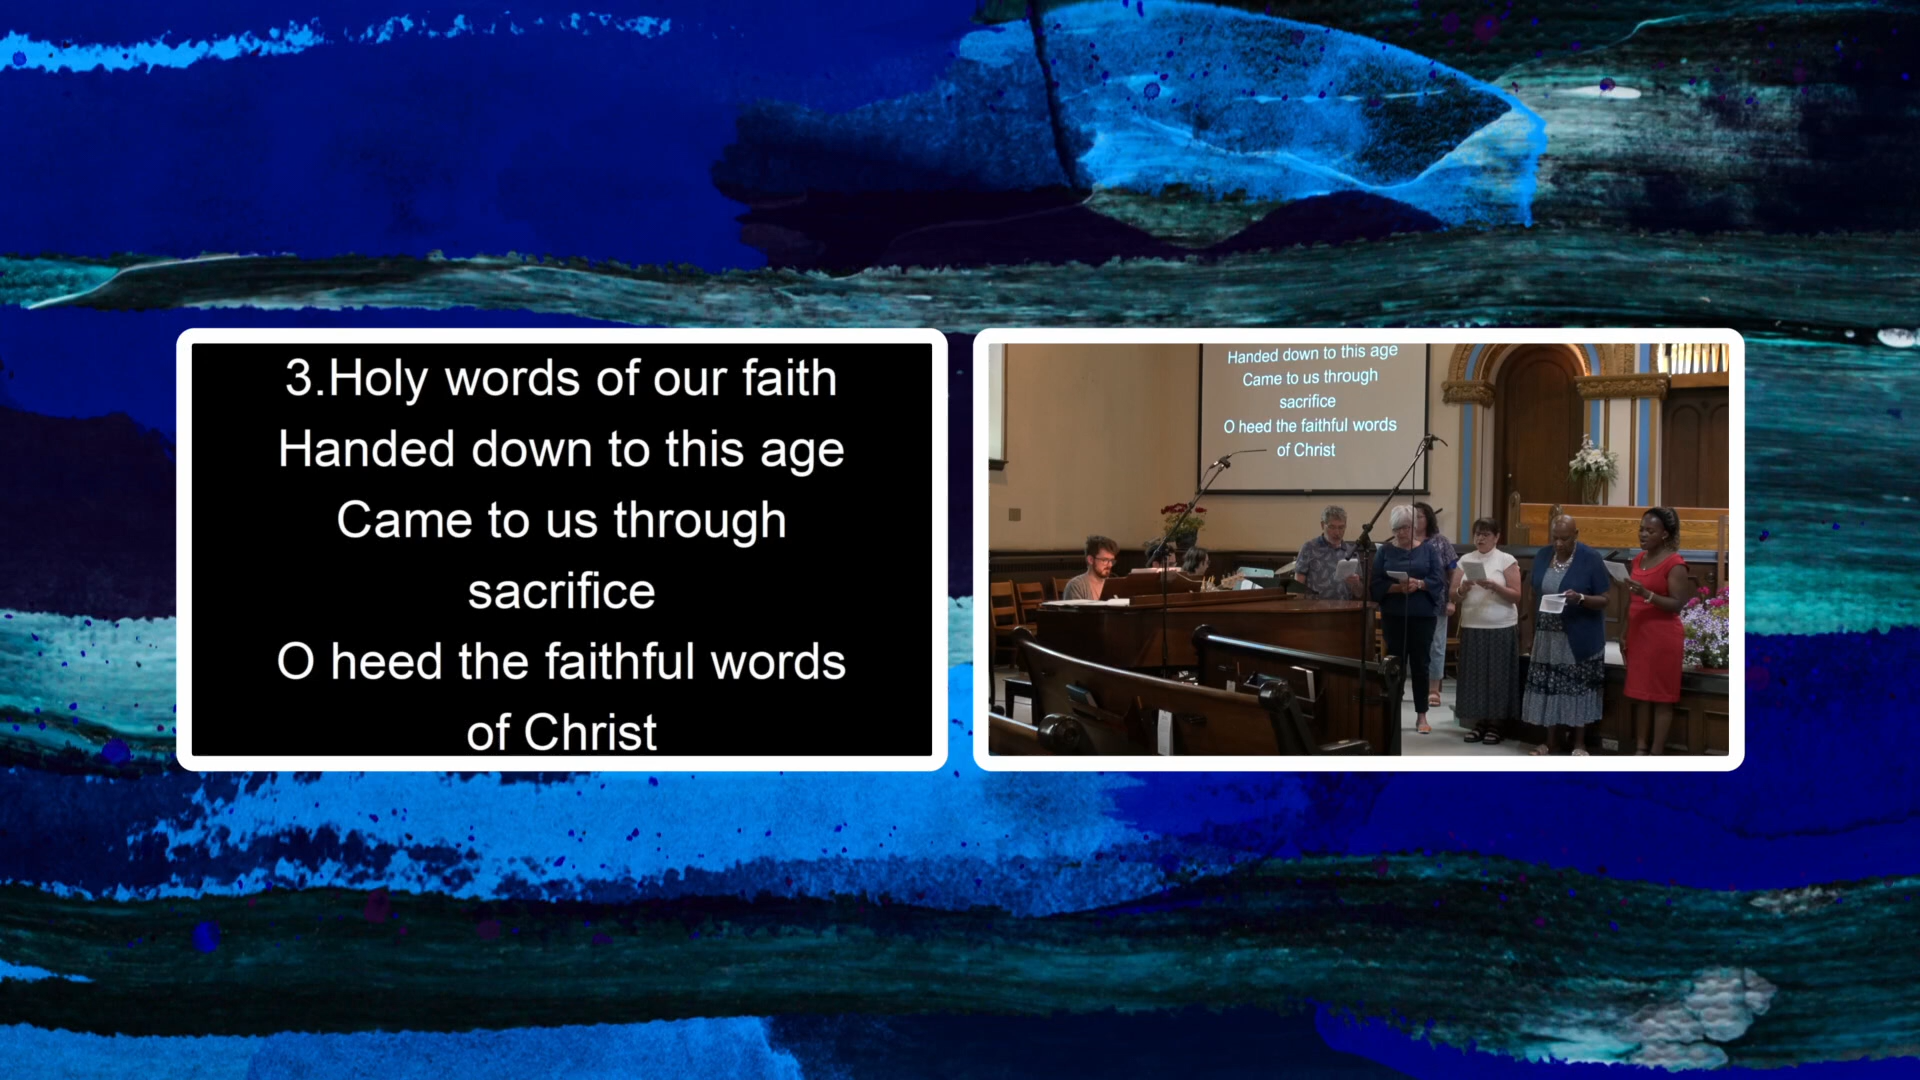 3.Holy words of our faith
Handed down to this age
Came to us through
sacrifice
O heed the faithful words
of Christ
Handed down to this age
Came to us through
sacrifice
O heed the faithful words
of Christ